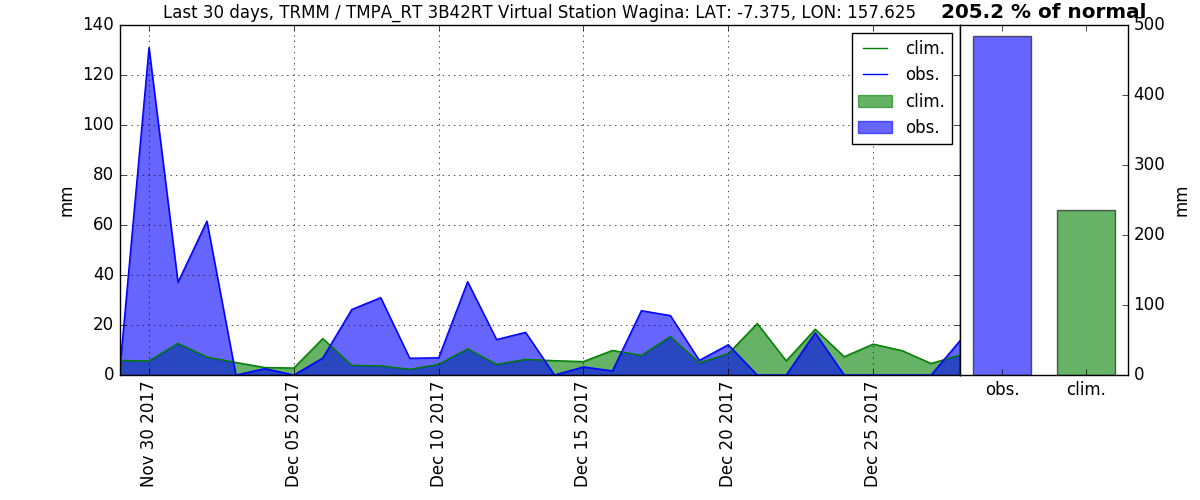 Last 30 days, TRMM / TMPA_RT 3B42RT Virtual Station Wagina: LAT: -7.375, LON: 157.625
205.2 % of normal
140
120
100
80
60
40
20
0
mm
clim.
obs.
clim.
obs.
Nov 30 2017
Dec 05 2017
Dec 10 2017
Dec 15 2017
Dec 20 2017
Dec 25 2017
500
400
300
200
100
0
mm
obs.
clim.